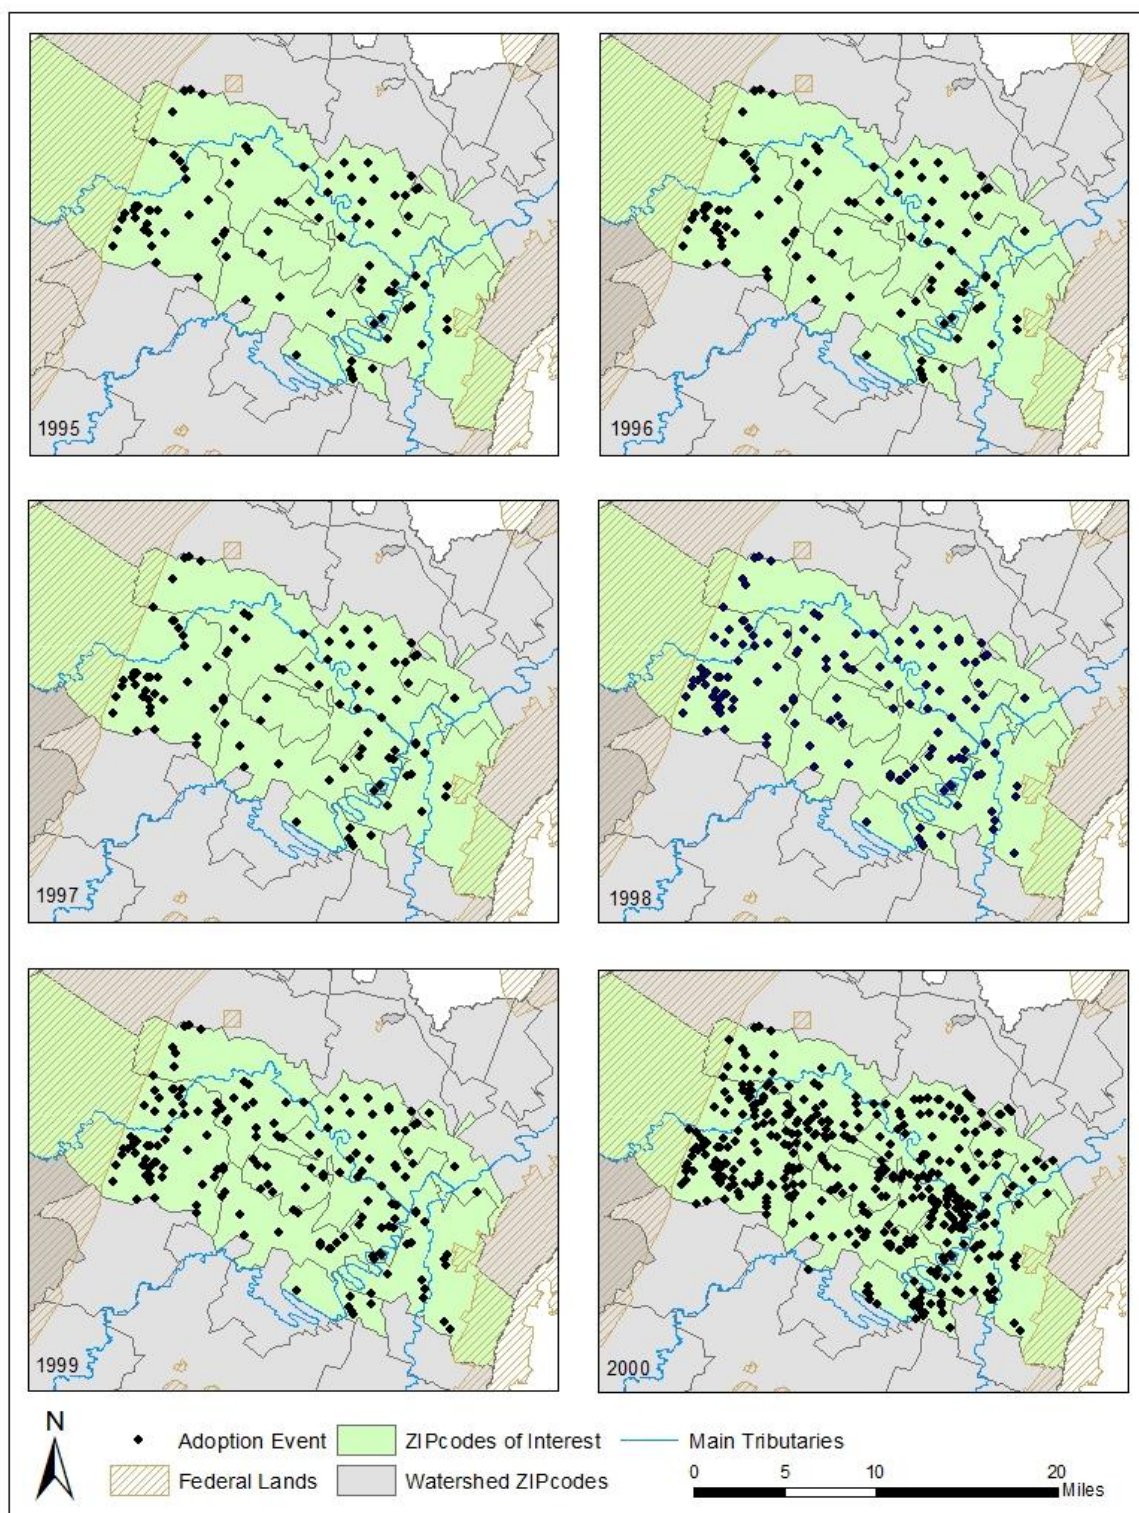 1995
1996
1997
1998
1999
2000
N
Adoption Event
ZIPcodes of Interest
Main Tributaries
Federal Lands
Watershed ZIPcodes
0 5 10 20
Miles